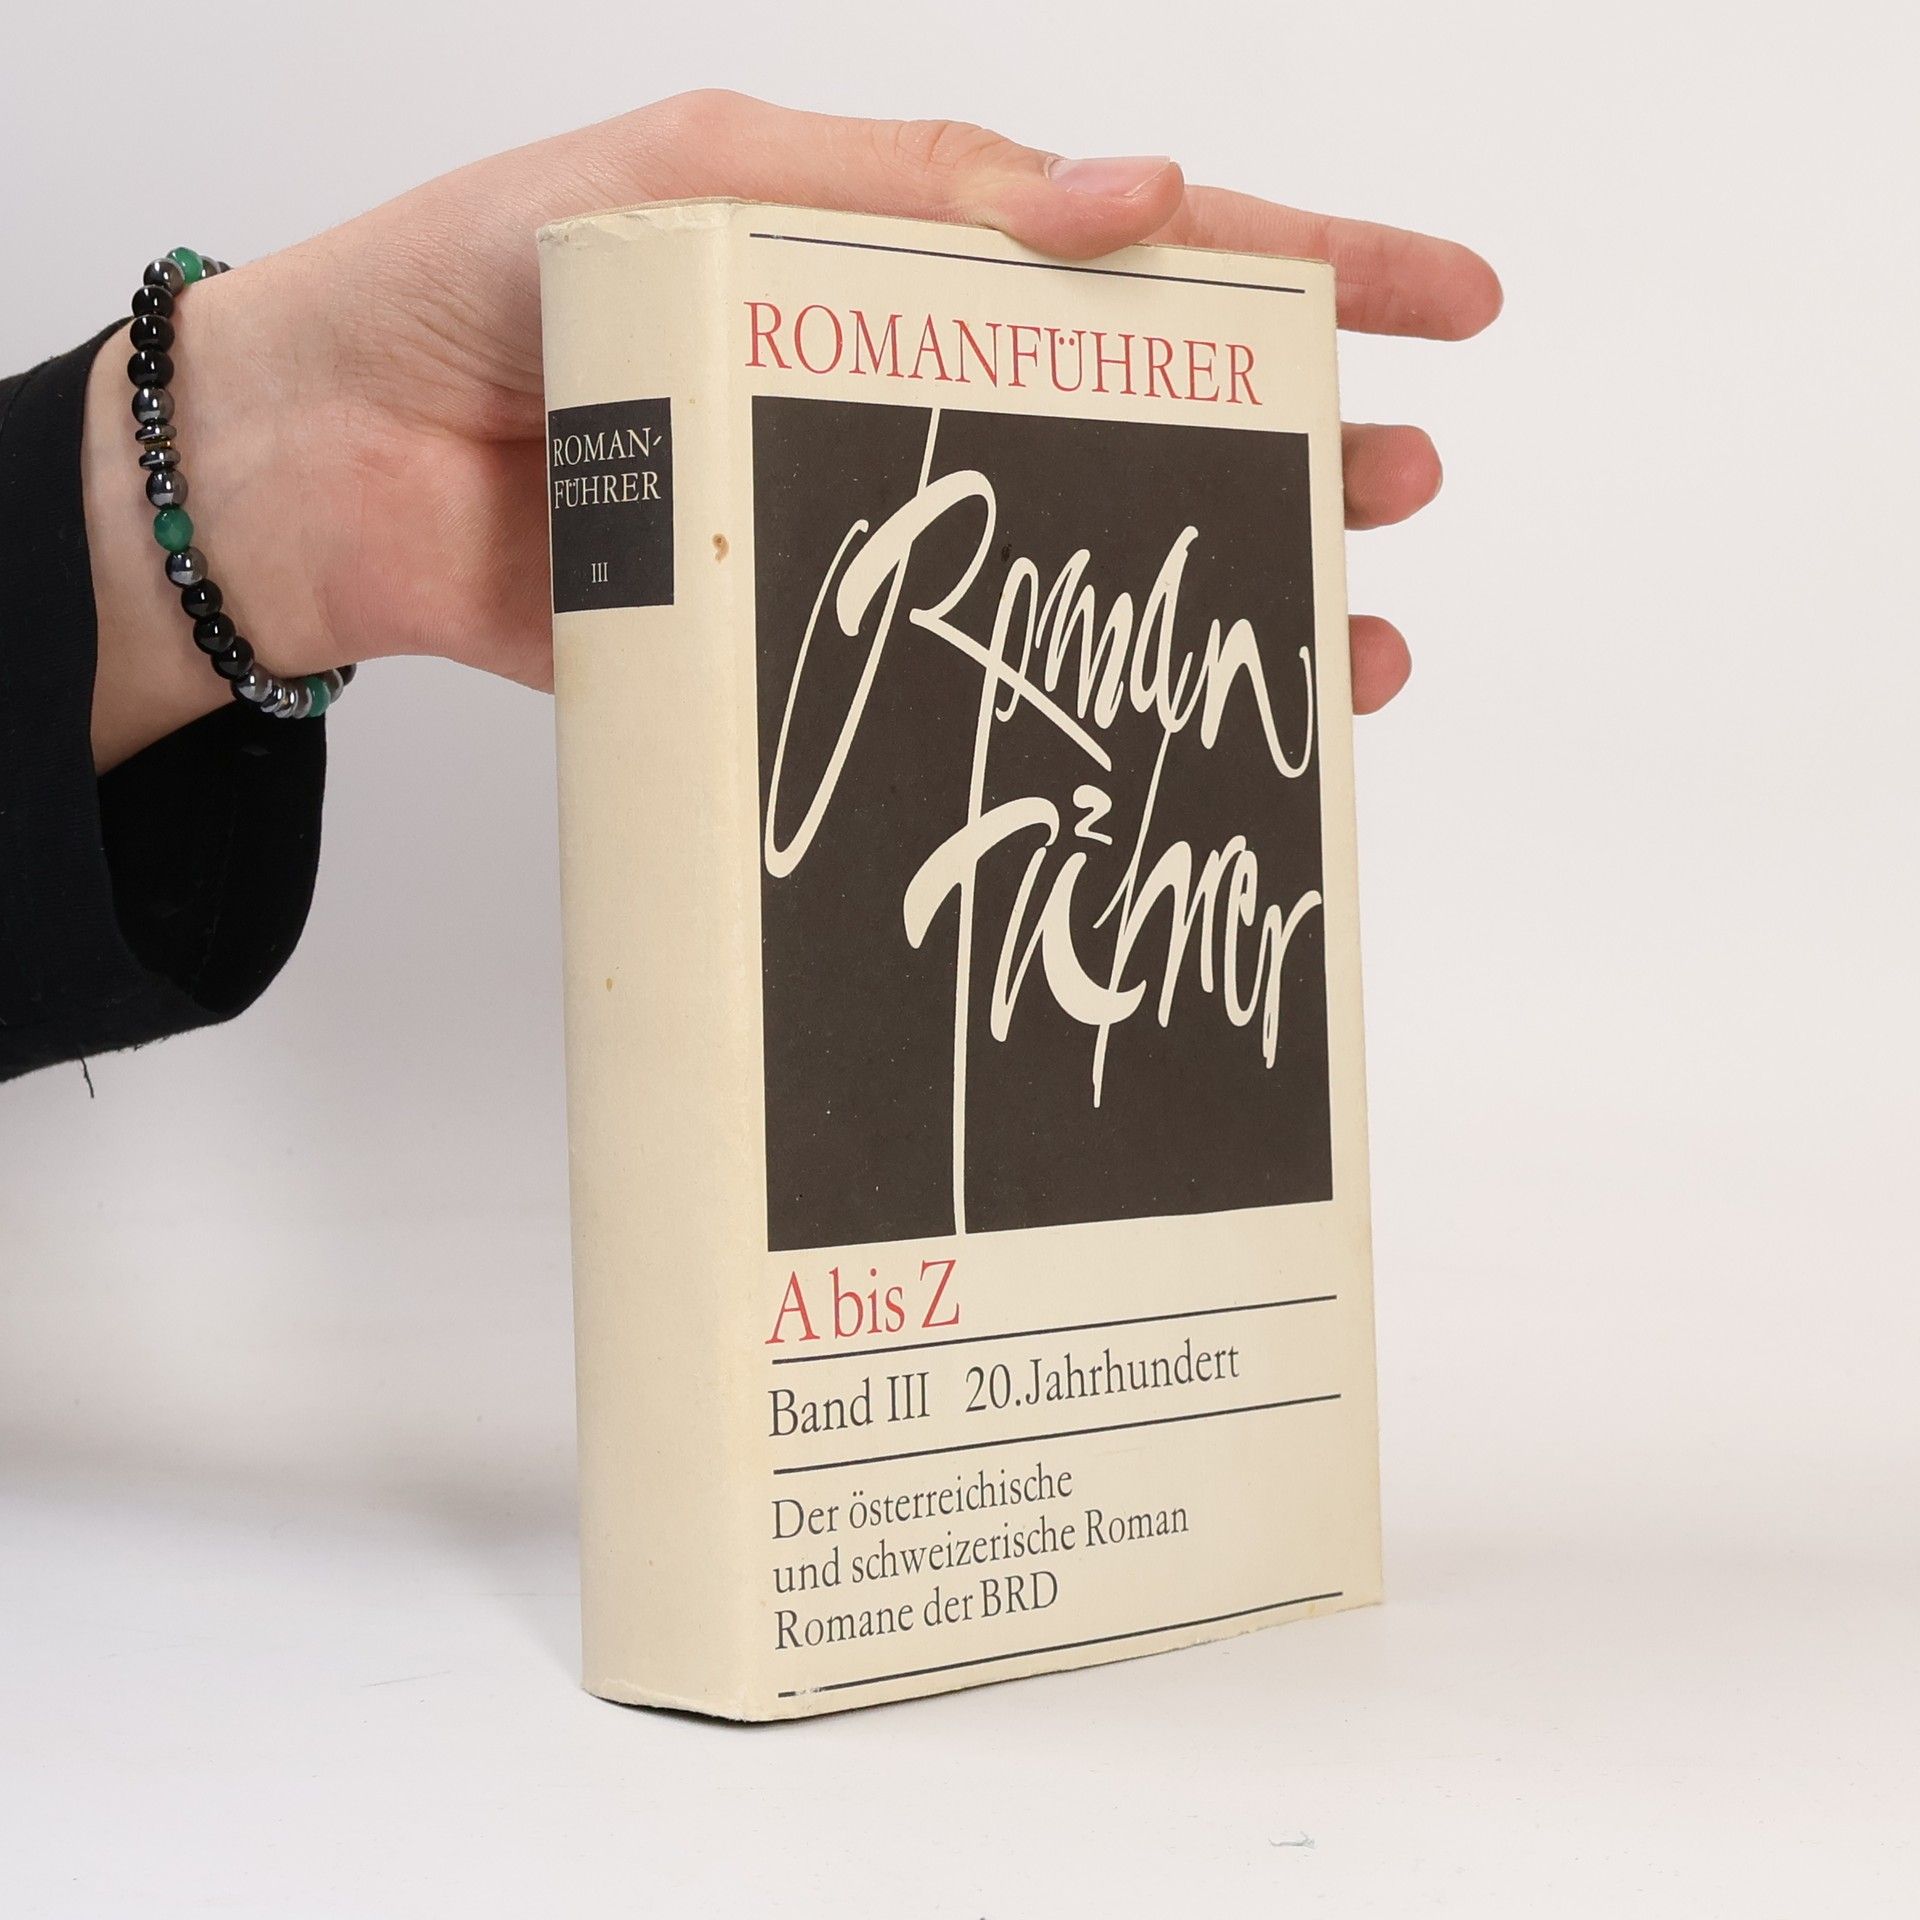 ROMANFÜHRER
ROMAN-
FÜHRER
III
Roman
Führer
A bis Z
Band III 20. Jahrhundert
Der österreichische
und schweizerische Roman
Romane der BRD